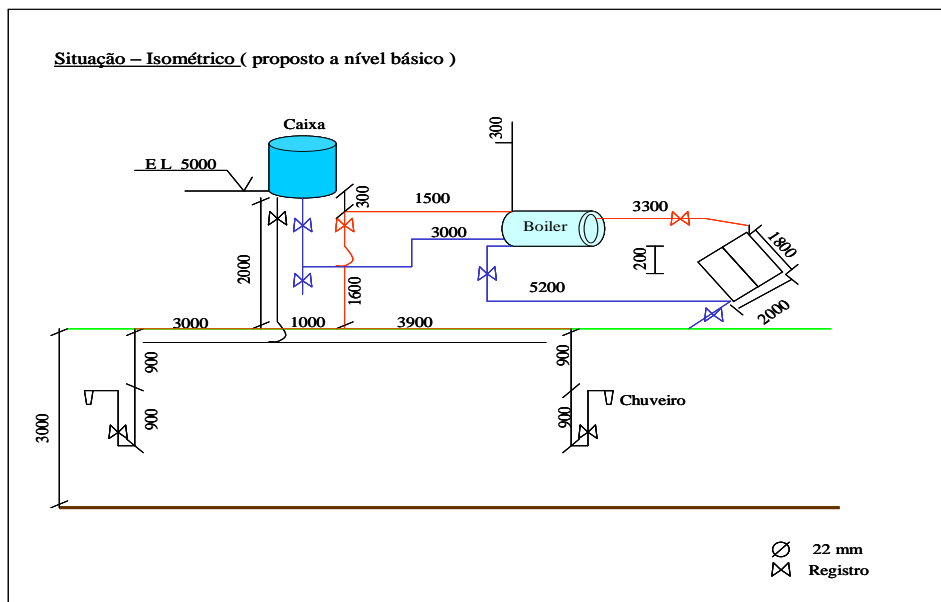 Situação – Isométrico ( proposto a nível básico )
Caixa
300
E L 5000
300
1500
3300
Boiler
3000
1800
2000
200
1600
5200
2000
3000
1000
3900
900
900
3000
900
900
Chuveiro
22 mm
Registro